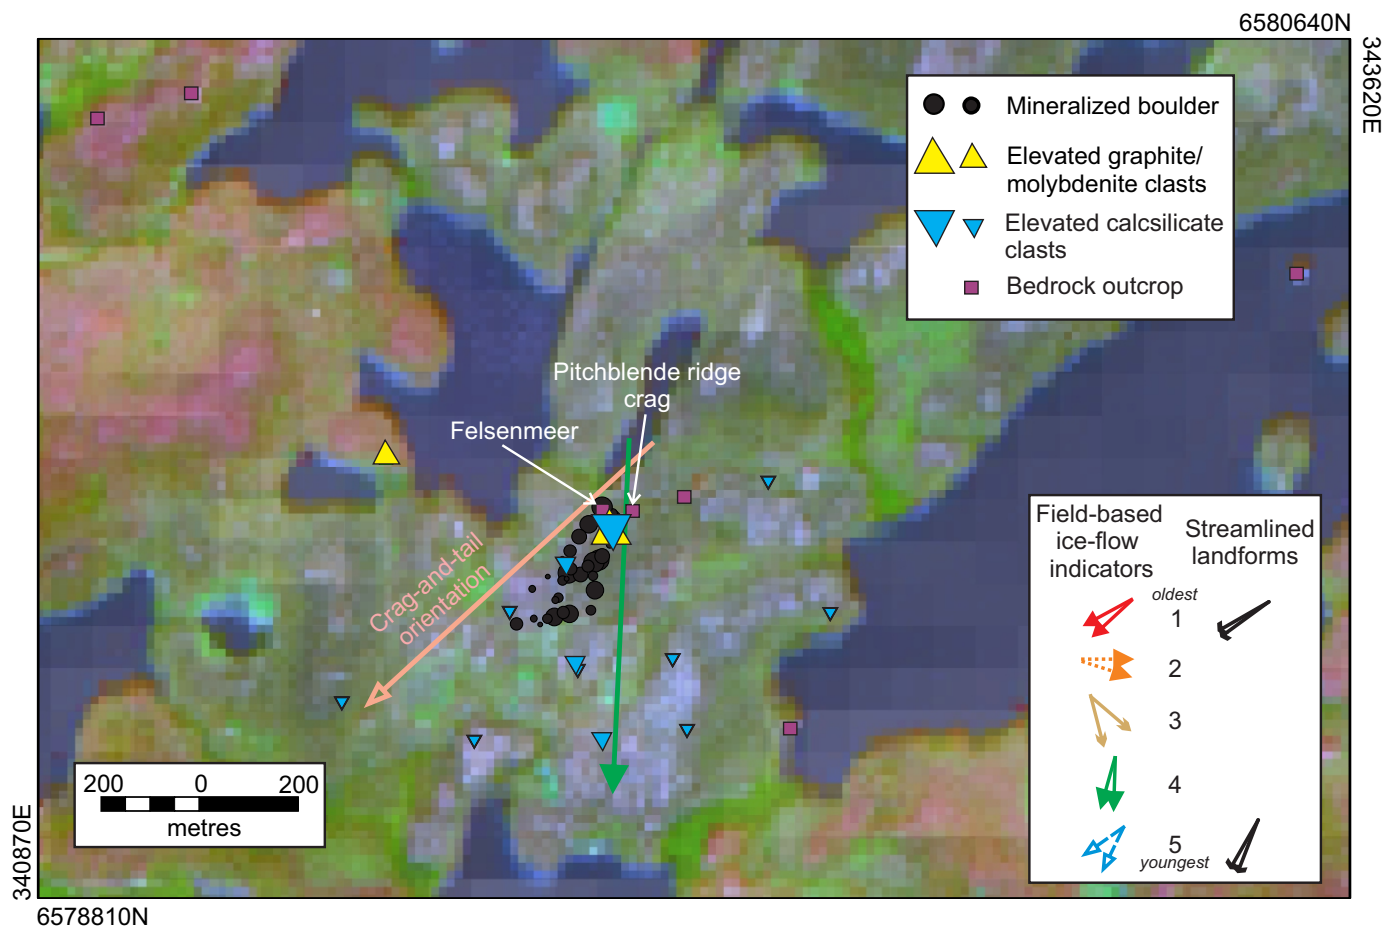 6580640N
343620E
Mineralized boulder
Elevated graphite/
molybdenite clasts
Elevated calcsilicate
clasts
Bedrock outcrop
Pitchblende ridge
crag
Felsenmeer
Crag-and-tail
orientation
Field-based
ice-flow
indicators
Streamlined
landforms
oldest
1
2
3
4
5
youngest
200 0 200
metres
340870E
6578810N